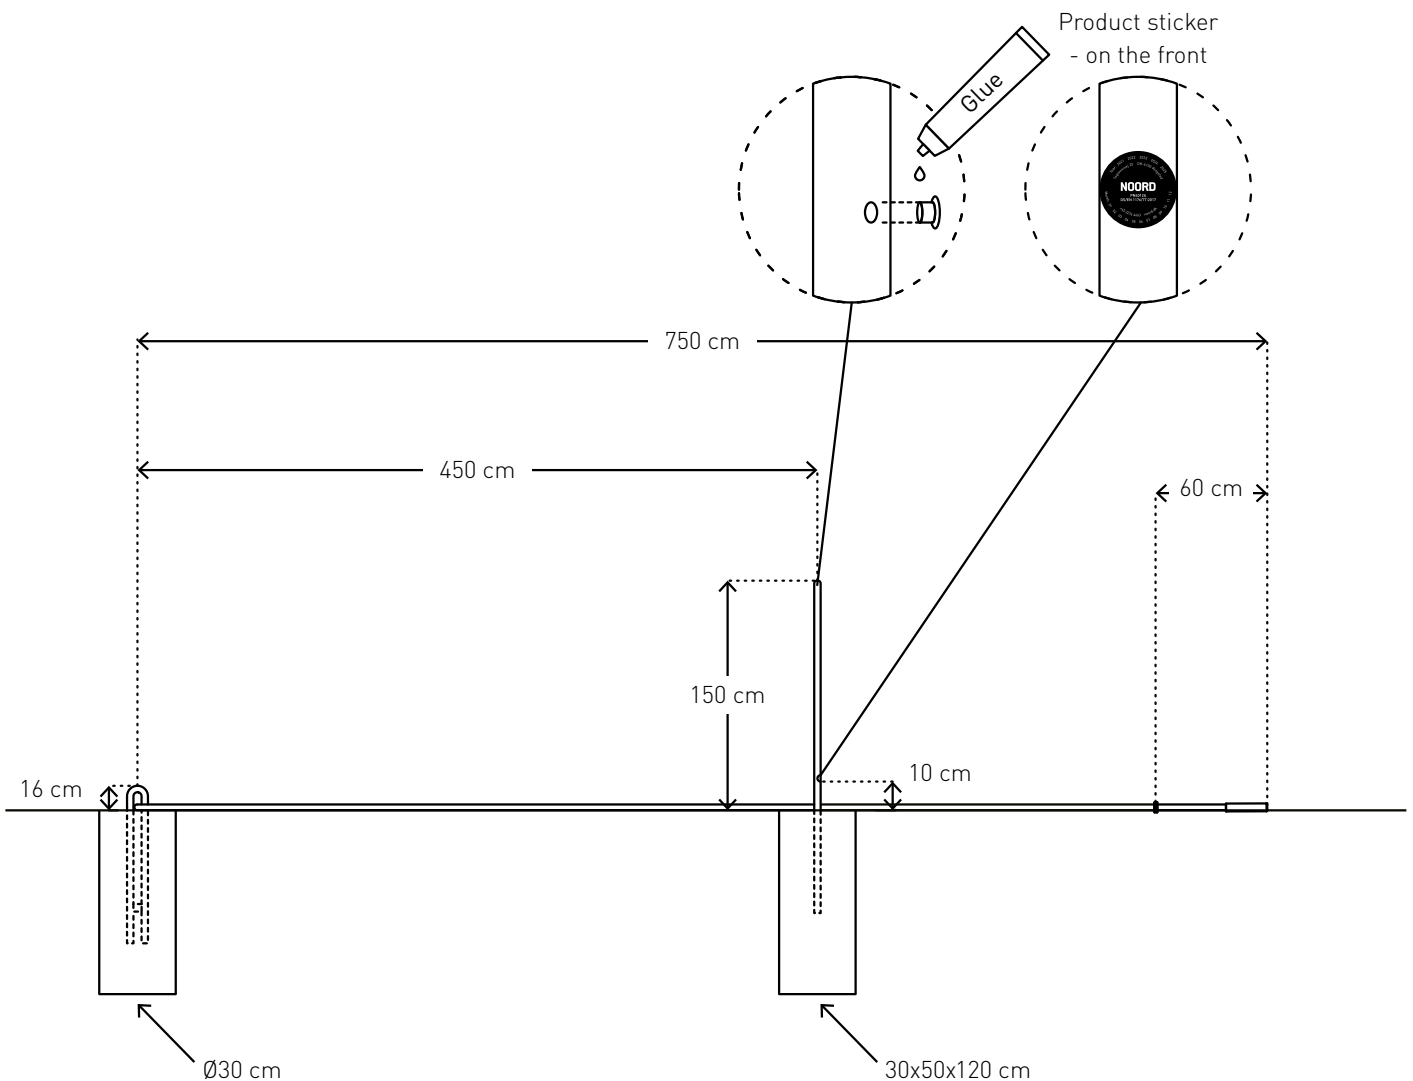 Product sticker
- on the front
Glue
NOORD
750 cm
450 cm
60 cm
150 cm
16 cm
10 cm
Ø30 cm
30x50x120 cm